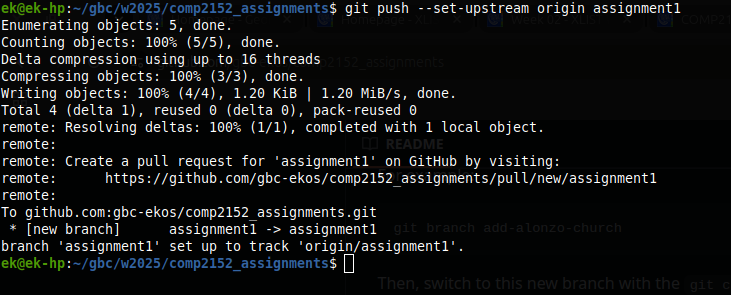 ek@ek-hp:~/gbc/w2025/comp2152_assignments$ git push --set-upstream origin assignment1
Enumerating objects: 5, done.
Counting objects: 100% (5/5), done.
Delta compression using up to 16 threads
Compressing objects: 100% (3/3), done.
Writing objects: 100% (4/4), 1.20 KiB | 1.20 MiB/s, done.
Total 4 (delta 1), reused 0 (delta 0), pack-reused 0
remote: Resolving deltas: 100% (1/1), completed with 1 local object.
remote:
README
remote: Create a pull request for 'assignment1' on GitHub by visiting:
remote:      https://github.com/gbc-ekos/comp2152_assignments/pull/new/assignment1
remote:
To github.com:gbc-ekos/comp2152_assignments.git
 * [new branch]      assignment1 -> assignment1
git branch add-alonzo-church
branch 'assignment1' set up to track 'origin/assignment1'.
ek@ek-hp:~/gbc/w2025/comp2152_assignments$
Then, switch to this new branch with the git